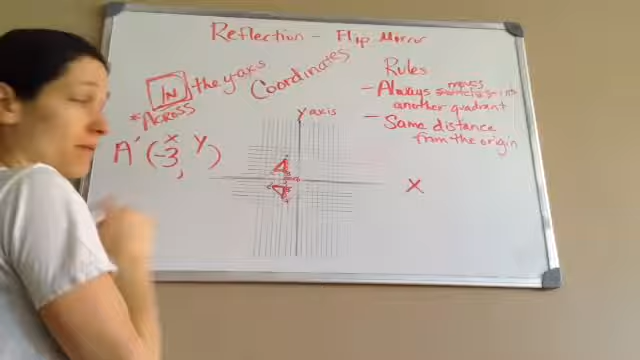 Reflection - Flip Mirror
IN the y axis
*Across
Coordinates
Rules
- Always moves
another quadrant
- Same distance
from the origin
Y axis
x y
A' (-3, )
X